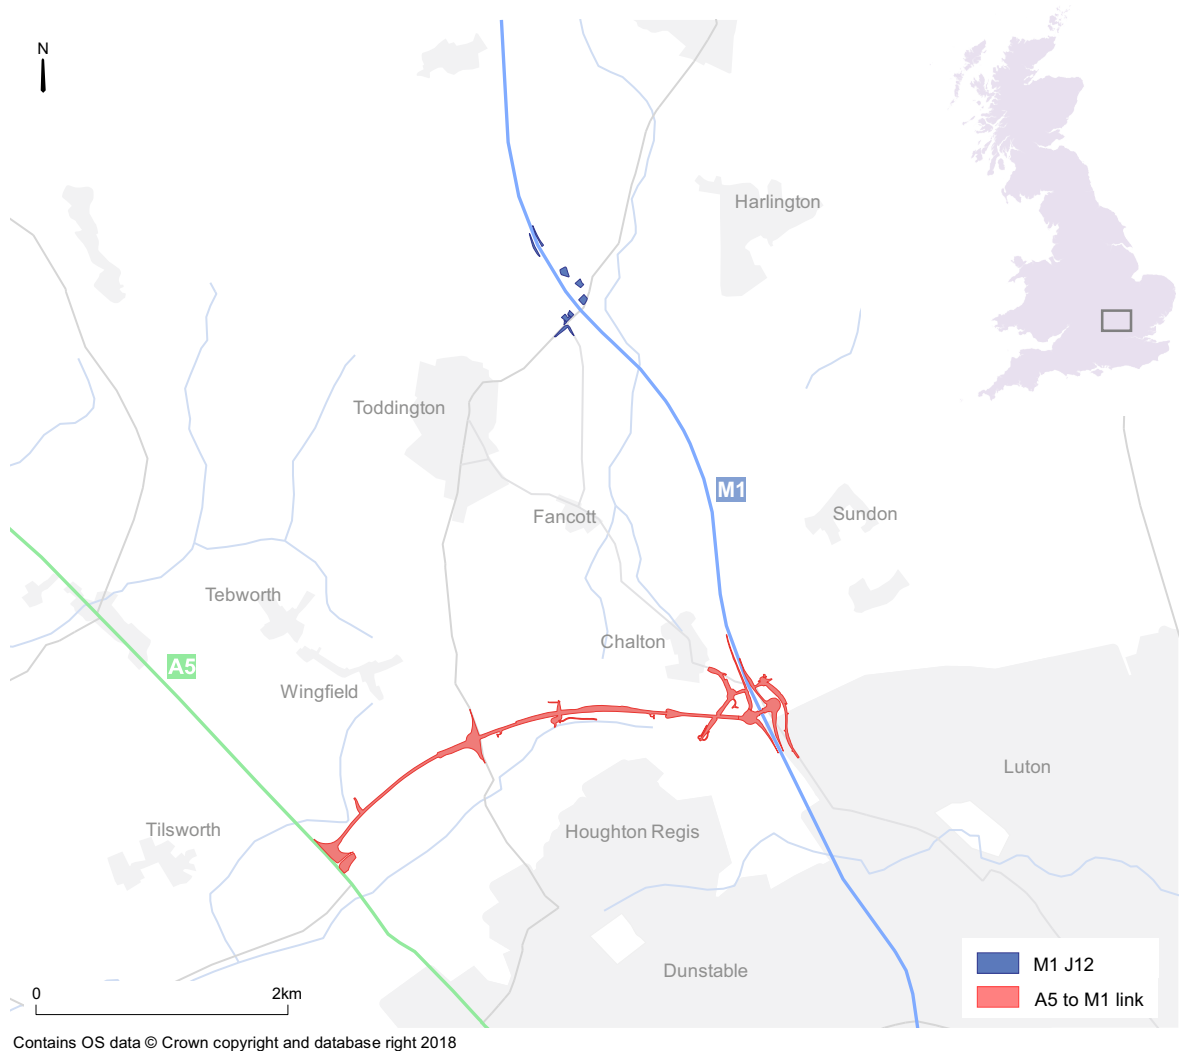 N
Harlington
Toddington
M1
Fancott
Sundon
Tebworth
Chalton
A5
Wingfield
Luton
Tilsworth
Houghton Regis
Dunstable
M1 J12
A5 to M1 link
0 2km
Contains OS data © Crown copyright and database right 2018